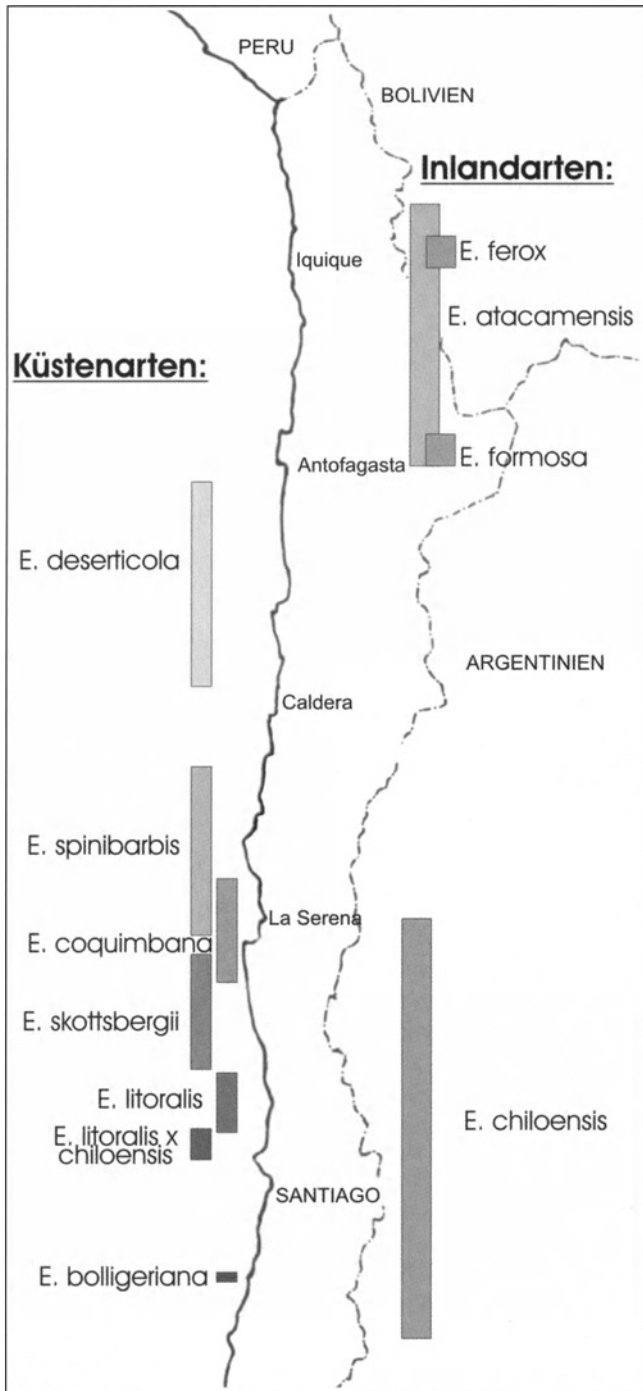 PERU
BOLIVIEN
Inlandarten:
E. ferox
Iquique
E. atacamensis
Küstenarten:
E. formosa
Antofagasta
E. deserticola
ARGENTINIEN
Caldera
E. spinibarbis
La Serena
E. coquimbana
E. skottsbergii
E. litoralis
E. chiloensis
E. litoralis x
chiloensis
SANTIAGO
E. bolligeriana